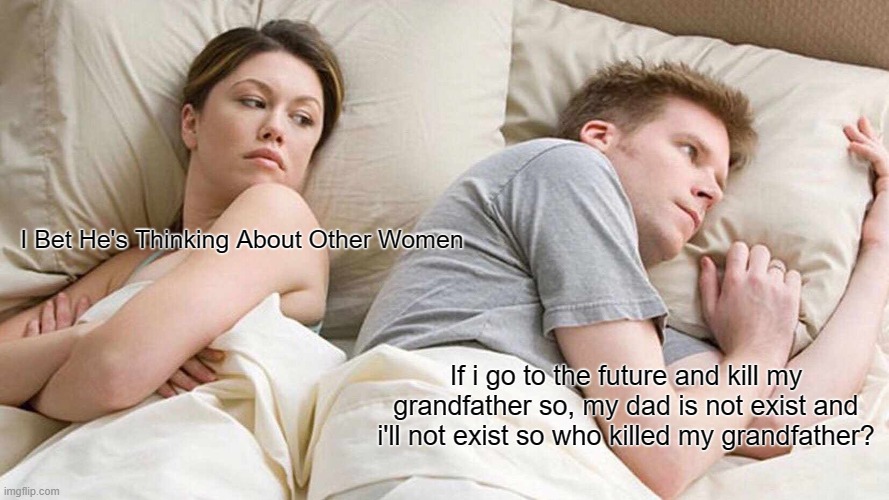 I Bet He's Thinking About Other Women
If i go to the future and kill my
grandfather so, my dad is not exist and
i'll not exist so who killed my grandfather?
imgflip.com